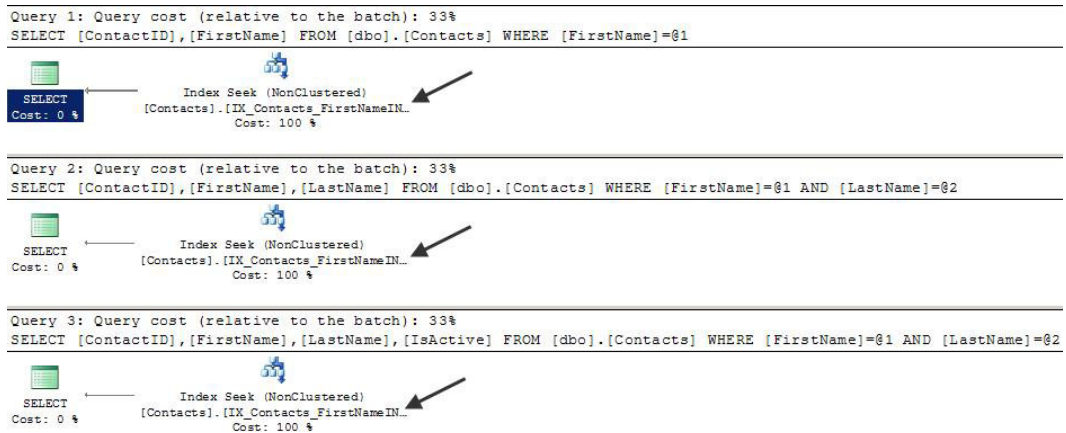 Query 1: Query cost (relative to the batch): 33%
SELECT [ContactID],[FirstName] FROM [dbo].[Contacts] WHERE [FirstName]=@1
SELECT
Cost: 0 %
Index Seek (NonClustered)
[Contacts].[IX_Contacts_FirstNameIN…
Cost: 100 %
Query 2: Query cost (relative to the batch): 33%
SELECT [ContactID],[FirstName],[LastName] FROM [dbo].[Contacts] WHERE [FirstName]=@1 AND [LastName]=@2
SELECT
Cost: 0 %
Index Seek (NonClustered)
[Contacts].[IX_Contacts_FirstNameIN…
Cost: 100 %
Query 3: Query cost (relative to the batch): 33%
SELECT [ContactID],[FirstName],[LastName],[IsActive] FROM [dbo].[Contacts] WHERE [FirstName]=@1 AND [LastName]=@2
SELECT
Cost: 0 %
Index Seek (NonClustered)
[Contacts].[IX_Contacts_FirstNameIN…
Cost: 100 %